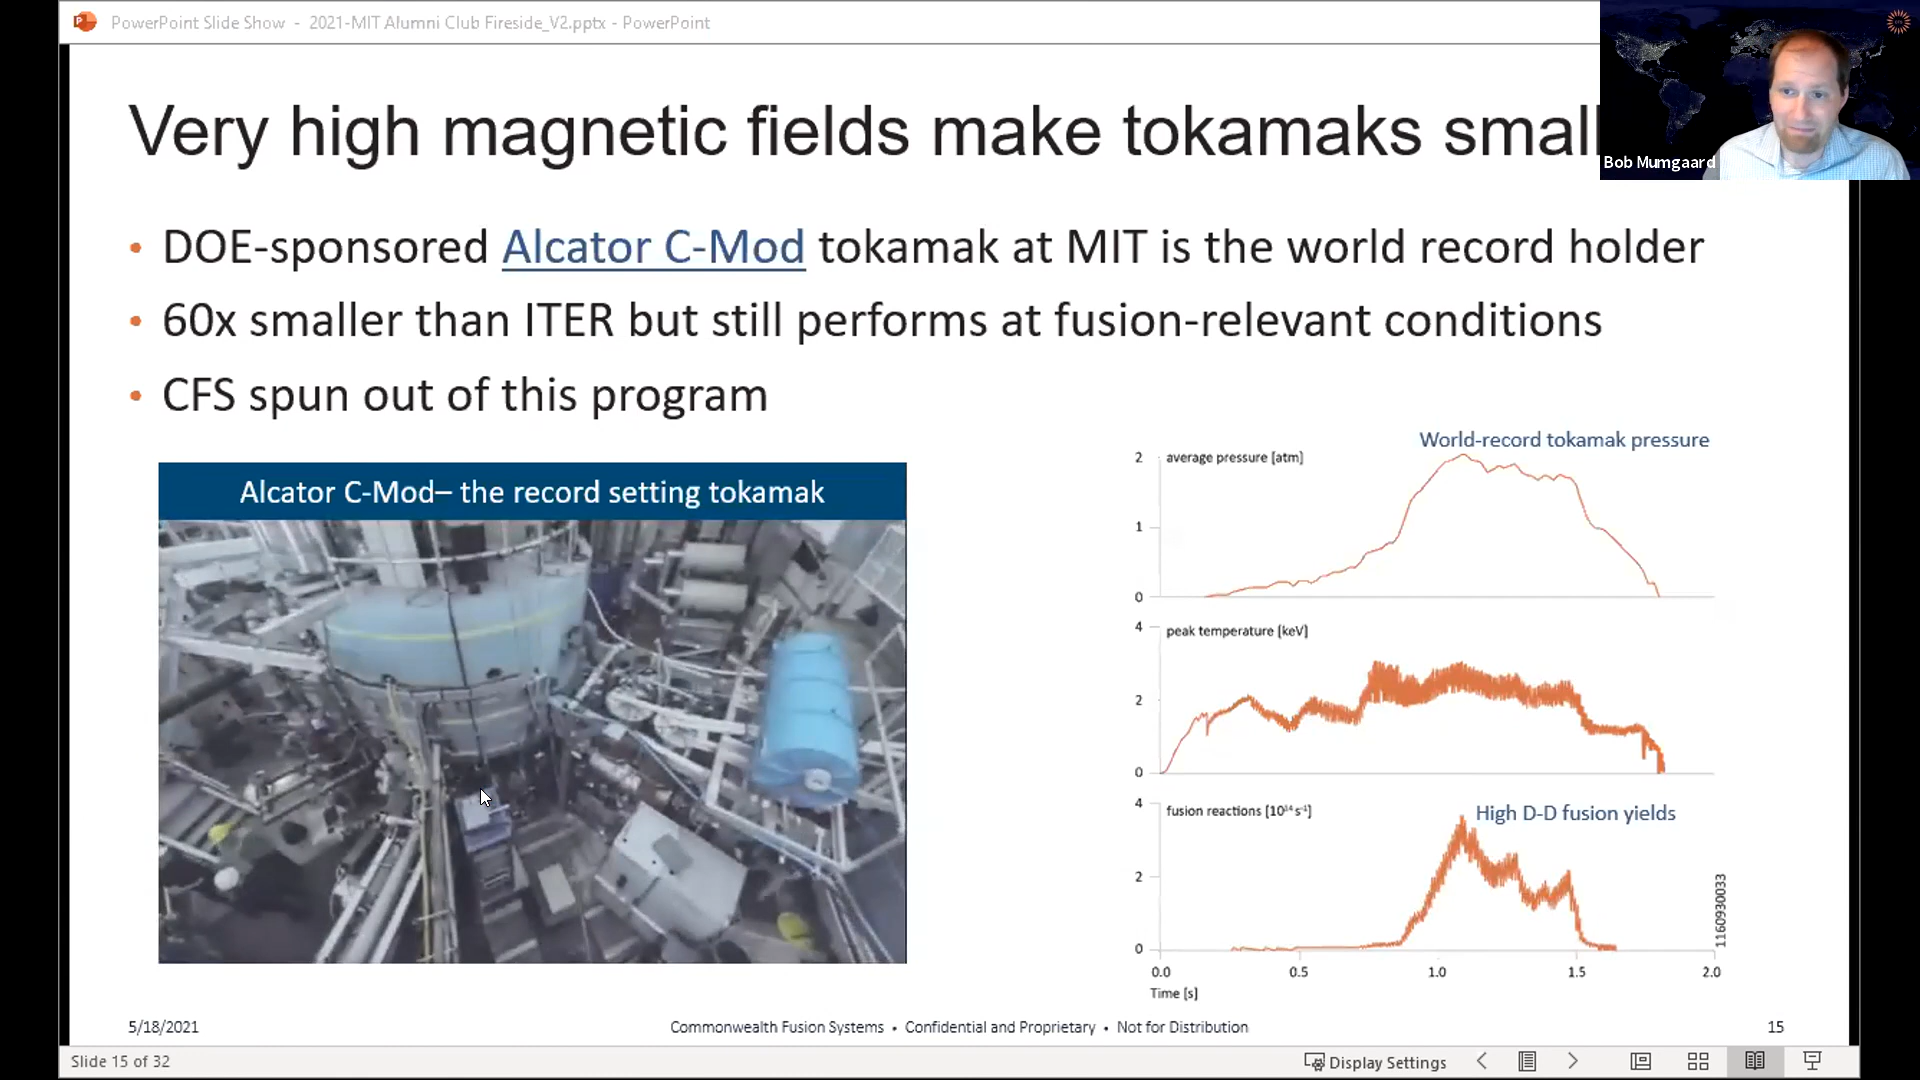 PowerPoint Slide Show - 2021-MIT Alumni Club Fireside_V2.pptx - PowerPoint
Very high magnetic fields make tokamaks small
Bob Mumgaard
• DOE-sponsored Alcator C-Mod tokamak at MIT is the world record holder
• 60x smaller than ITER but still performs at fusion-relevant conditions
• CFS spun out of this program
Alcator C-Mod– the record setting tokamak
World-record tokamak pressure
average pressure [atm]
2
1
0
peak temperature [keV]
4
2
0
fusion reactions [10¹⁴ s⁻¹]
High D-D fusion yields
4
2
0
1160930033
0.0 0.5 1.0 1.5 2.0
Time [s]
5/18/2021
Commonwealth Fusion Systems • Confidential and Proprietary • Not for Distribution
15
Slide 15 of 32
Display Settings